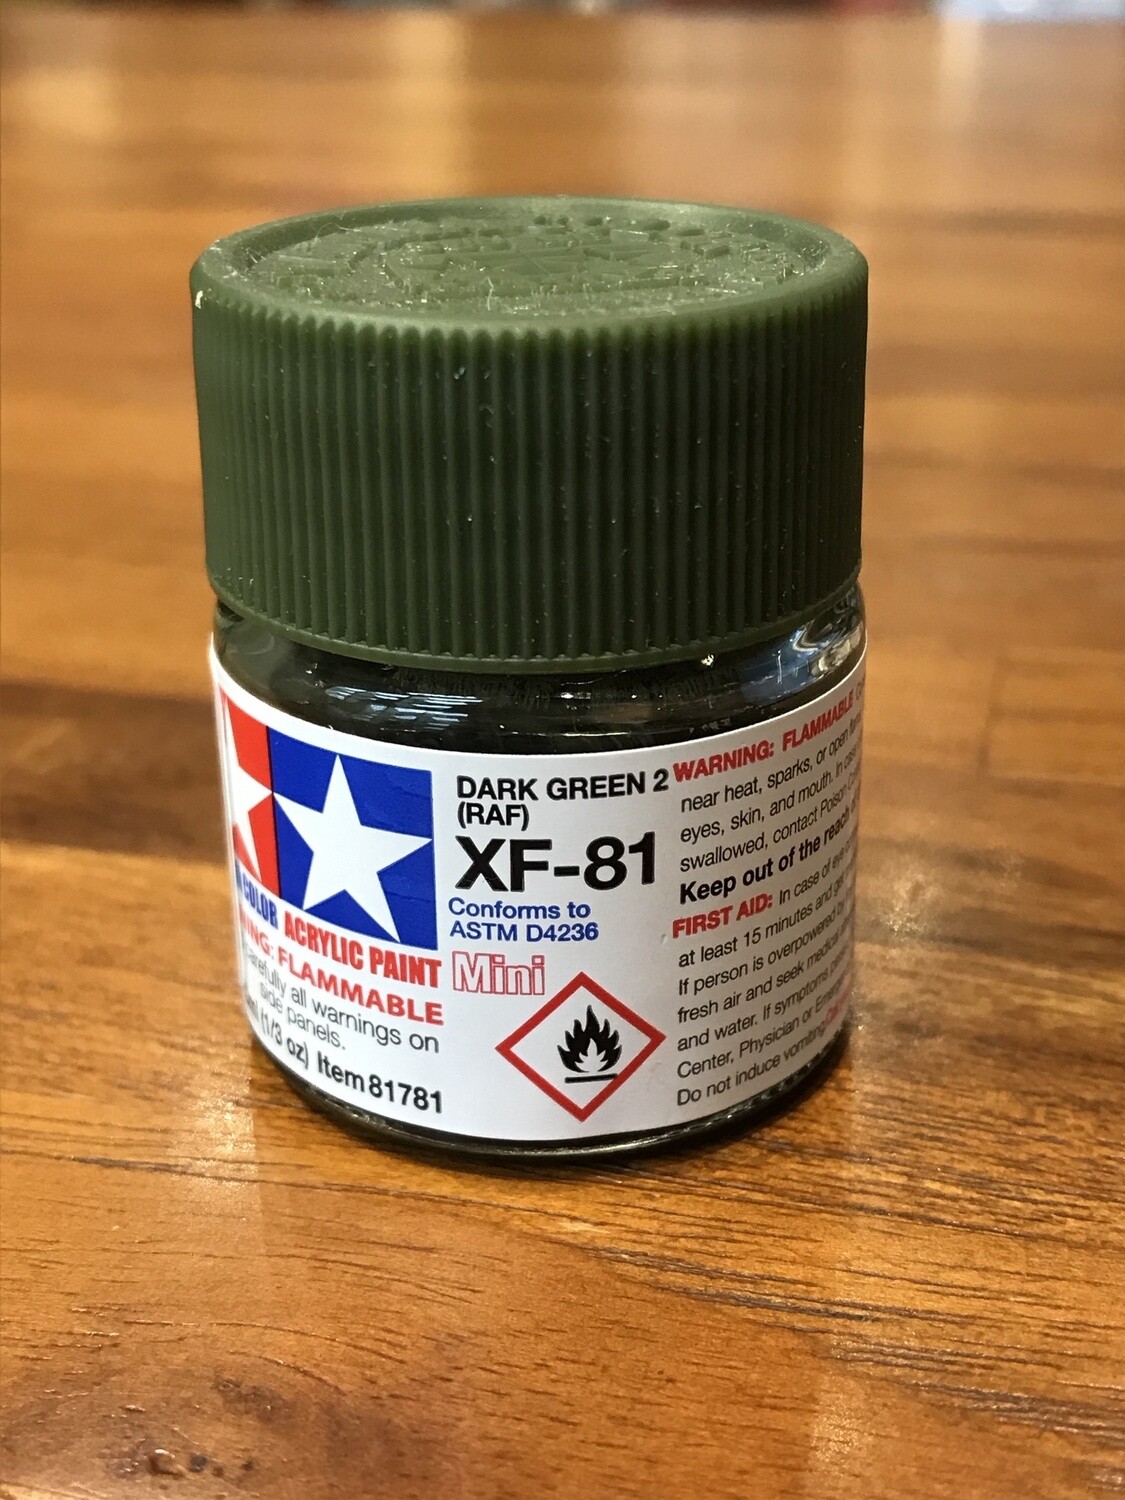 DARK GREEN 2
(RAF)
XF-81
Conforms to
ASTM D4236
COLOR ACRYLIC PAINT Mini
FLAMMABLE
all warnings on
side panels.
(1/3 oz) Item 81781
WARNING: FLAMMABLE
near heat, sparks, or open
eyes, skin, and mouth. In case
swallowed, contact Poison
Keep out of the reach
FIRST AID: In case of eye
at least 15 minutes and get
If person is overpowered by
fresh air and seek medical
and water. If symptoms
Center, Physician or
Do not induce vomiting